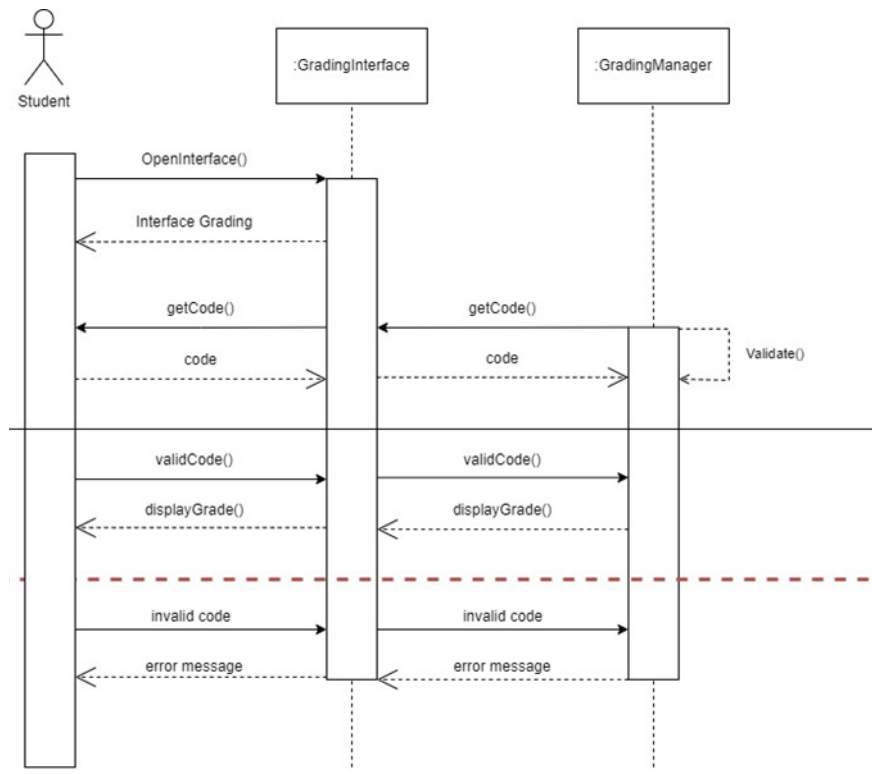 :GradingInterface
:GradingManager
Student
OpenInterface()
Interface Grading
getCode()
getCode()
code
code
Validate()
validCode()
validCode()
displayGrade()
displayGrade()
invalid code
invalid code
error message
error message